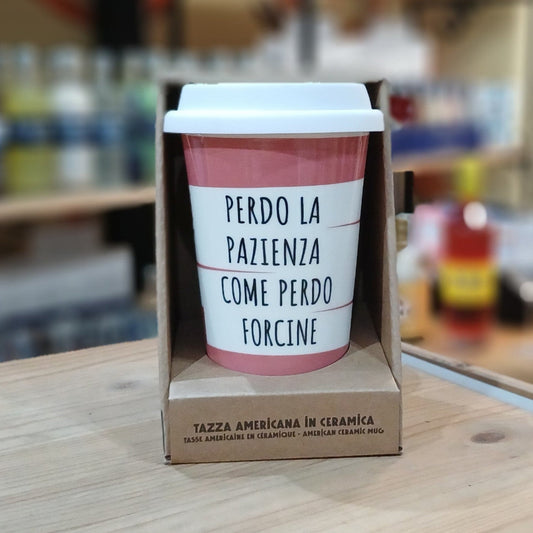 PERDO LA
PAZIENZA
COME PERDO
FORCINE
TAZZA AMERICANA IN CERAMICA
TASSE AMERICAINE EN CÉRAMIQUE - AMERICAN CERAMIC MUG